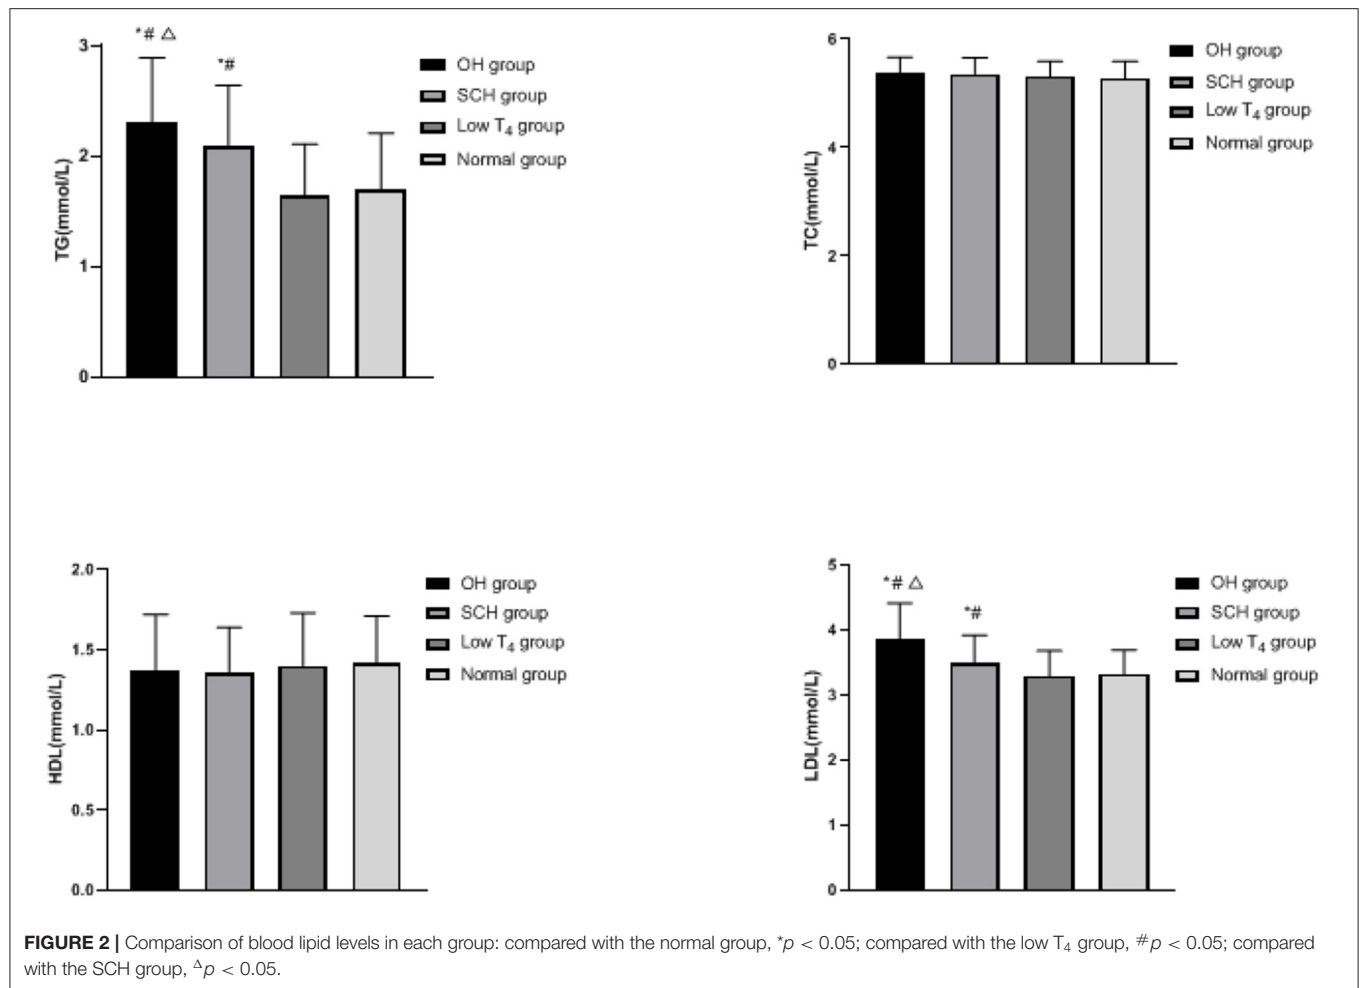 *# △
*#
3
2
1
0
TG(mmol/L)
OH group
SCH group
Low T4 group
Normal group
6
4
2
0
TC(mmol/L)
OH group
SCH group
Low T4 group
Normal group
2.0
1.5
1.0
0.5
0.0
HDL(mmol/L)
OH group
SCH group
Low T4 group
Normal group
*# △
*#
5
4
3
2
1
0
LDL(mmol/L)
OH group
SCH group
Low T4 group
Normal group
FIGURE 2 | Comparison of blood lipid levels in each group: compared with the normal group, *p < 0.05; compared with the low T4 group, #p < 0.05; compared
with the SCH group, Δp < 0.05.